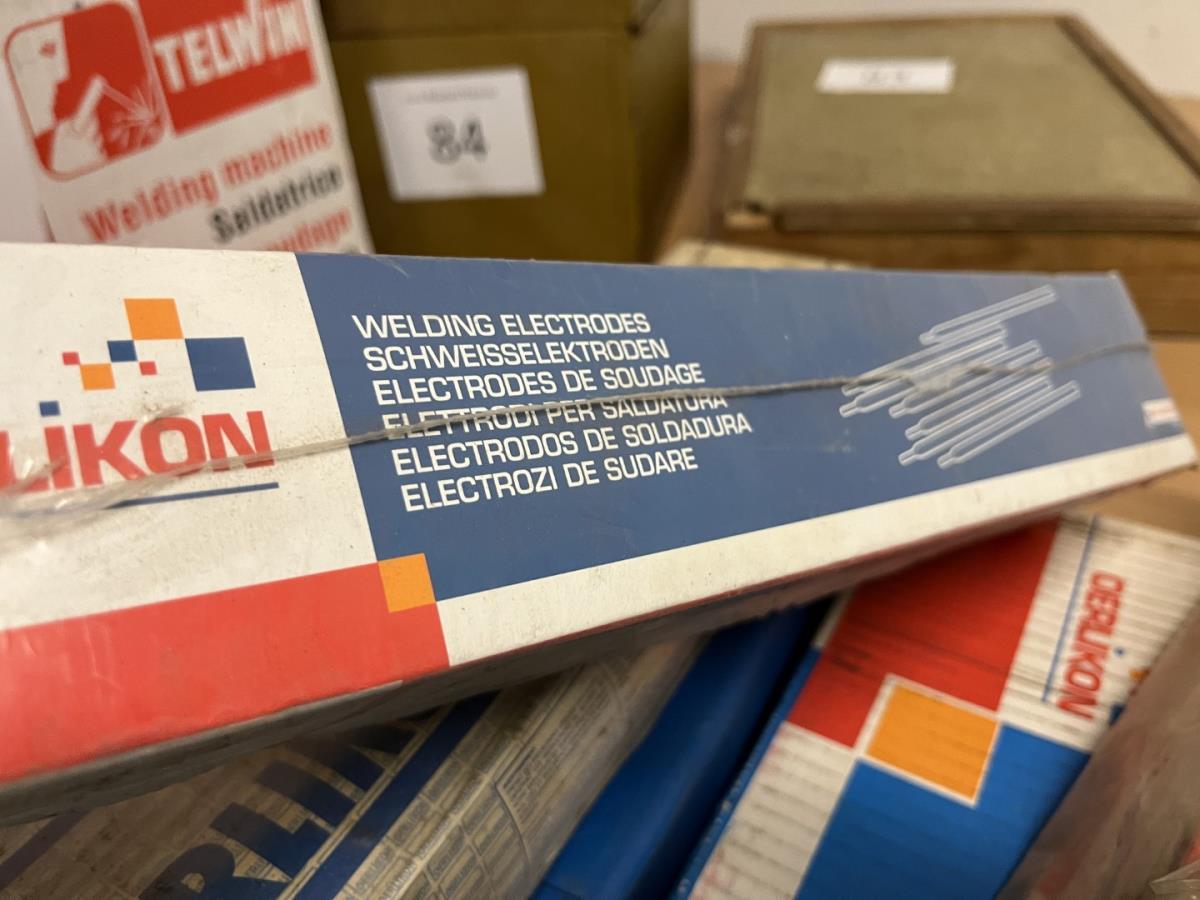 TELWIN
Welding machine
Saldatrice
84
LIKON
WELDING ELECTRODES
SCHWEISSELEKTRODEN
ELECTRODES DE SOUDAGE
ELETTRODI PER SALDATURA
ELECTRODOS DE SOLDADURA
ELECTROZI DE SUDARE
OERLIKON